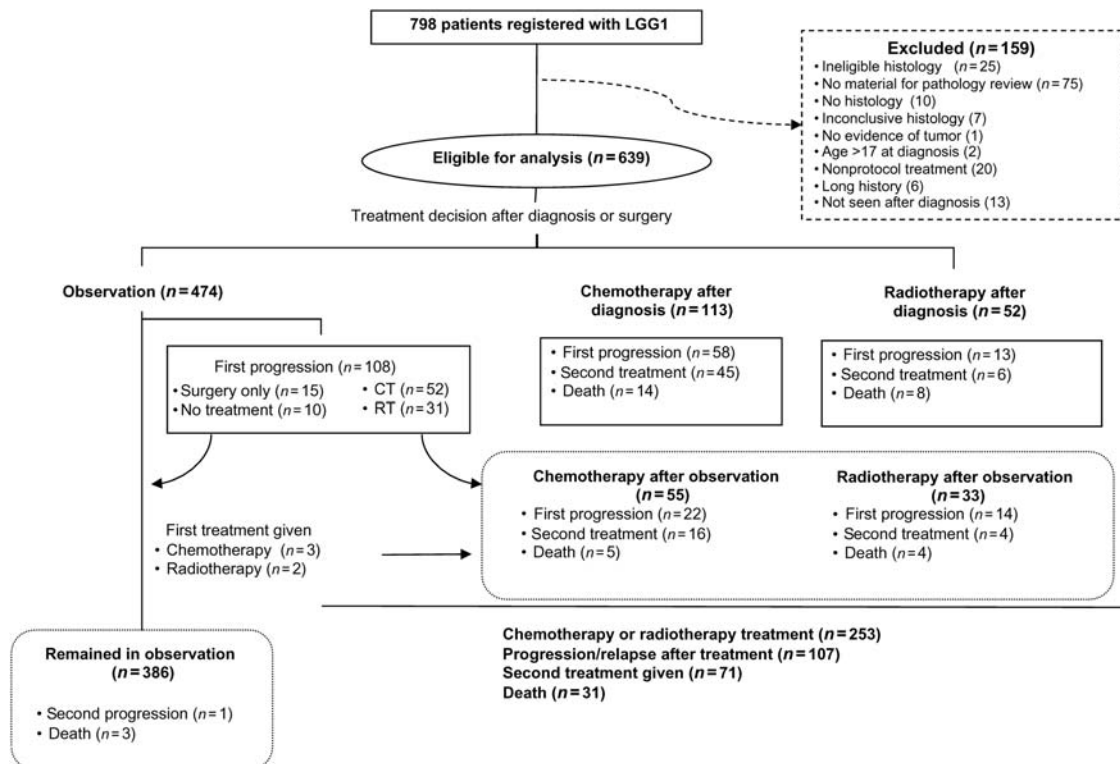 798 patients registered with LGG1
Excluded (n=159)
•Ineligible histology (n=25)
•No material for pathology review (n=75)
•No histology (10)
•Inconclusive histology (7)
•No evidence of tumor (1)
•Age >17 at diagnosis (2)
•Nonprotocol treatment (20)
•Long history (6)
•Not seen after diagnosis (13)
Eligible for analysis (n=639)
Treatment decision after diagnosis or surgery
Observation (n=474)
Chemotherapy after
diagnosis (n=113)
Radiotherapy after
diagnosis (n=52)
First progression (n=108)
•Surgery only (n=15) • CT (n=52)
•No treatment (n=10) • RT (n=31)
• First progression (n=58)
• Second treatment (n=45)
• Death (n=14)
• First progression (n=13)
• Second treatment (n=6)
• Death (n=8)
Chemotherapy after observation
(n=55)
• First progression (n=22)
• Second treatment (n=16)
• Death (n=5)
Radiotherapy after observation
(n=33)
• First progression (n=14)
• Second treatment (n=4)
• Death (n=4)
First treatment given
• Chemotherapy (n=3)
• Radiotherapy (n=2)
Remained in observation
(n=386)
• Second progression (n=1)
• Death (n=3)
Chemotherapy or radiotherapy treatment (n=253)
Progression/relapse after treatment (n=107)
Second treatment given (n=71)
Death (n=31)